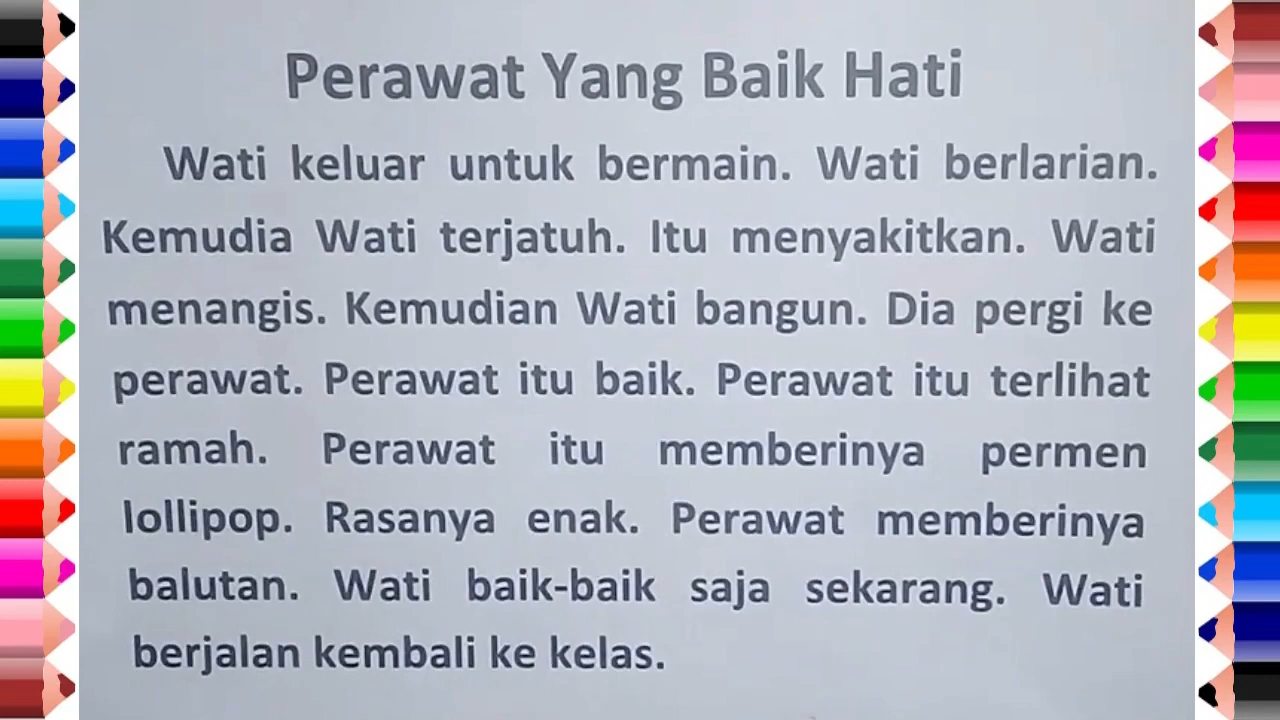 Perawat Yang Baik Hati
Wati keluar untuk bermain. Wati berlarian.
Kemudia Wati terjatuh. Itu menyakitkan. Wati
menangis. Kemudian Wati bangun. Dia pergi ke
perawat. Perawat itu baik. Perawat itu terlihat
ramah. Perawat itu memberinya permen
lollipop. Rasanya enak. Perawat memberinya
balutan. Wati baik-baik saja sekarang. Wati
berjalan kembali ke kelas.